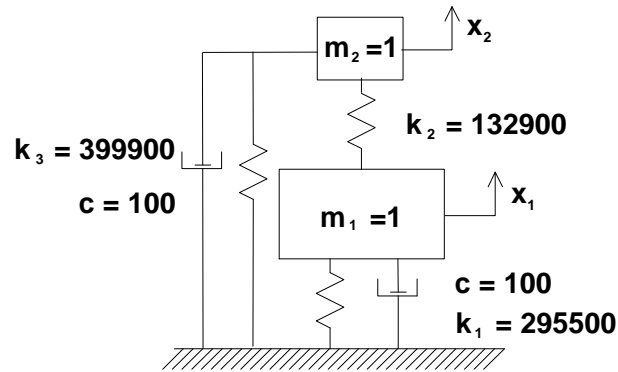 x₂
m₂ =1
k₂ = 132900
k₃ = 399900
c = 100
x₁
m₁ =1
c = 100
k₁ = 295500